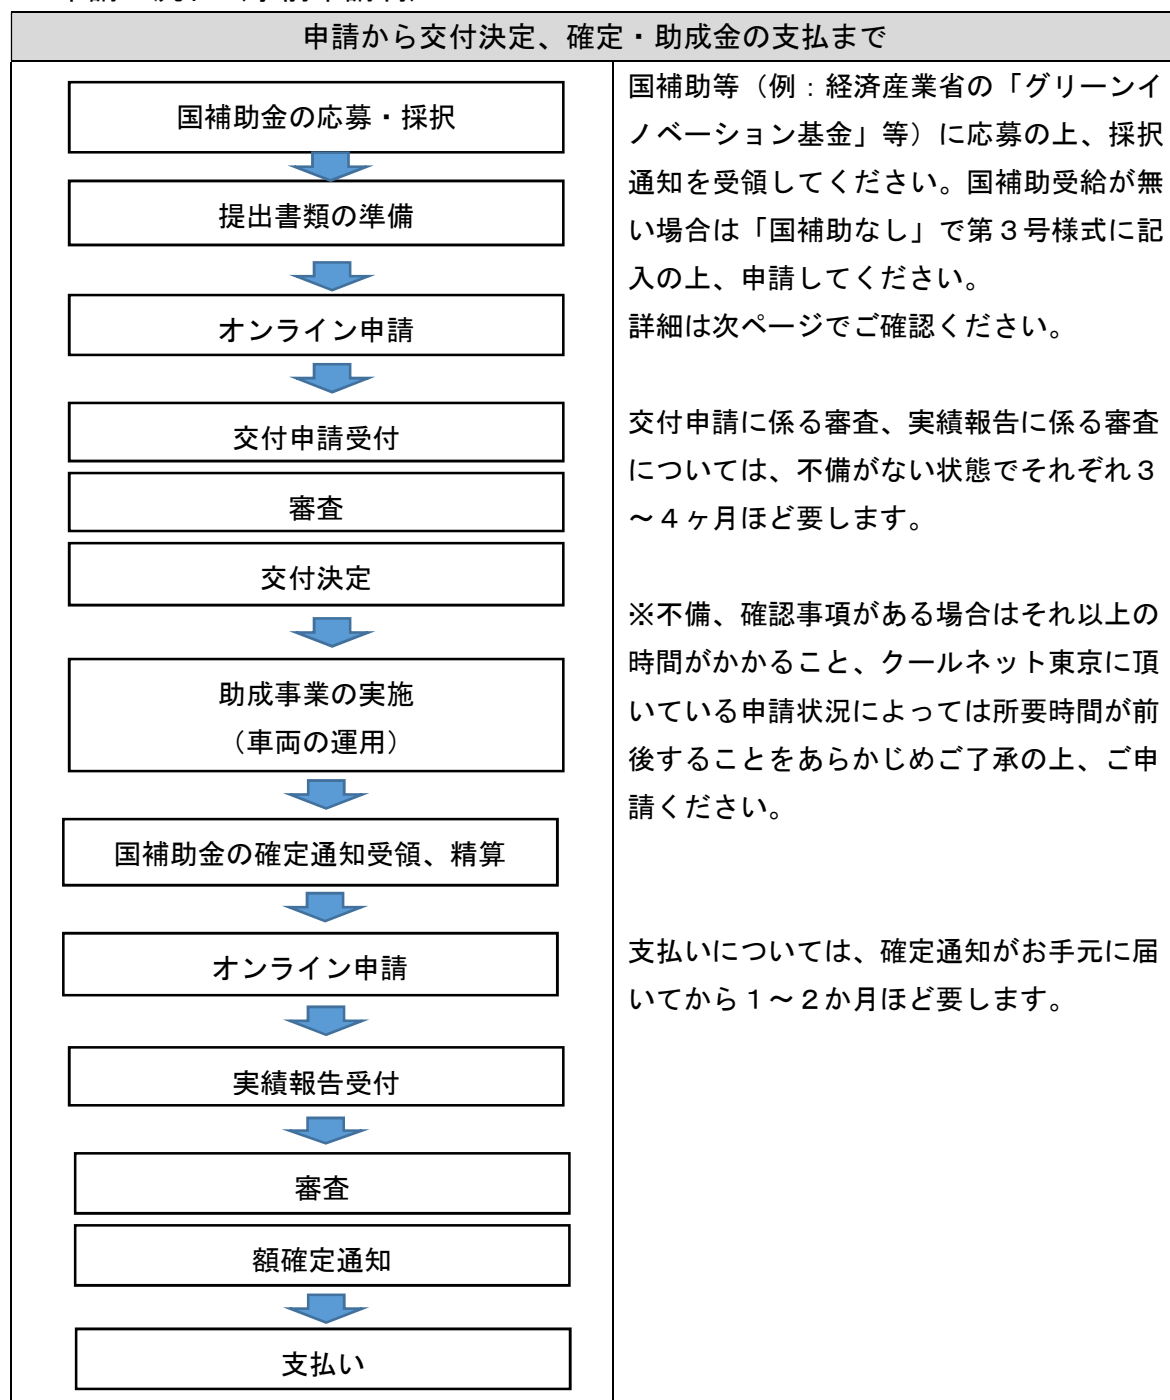 申請から交付決定、確定・助成金の支払まで
国補助金の応募・採択
提出書類の準備
オンライン申請
交付申請受付
審査
交付決定
助成事業の実施
（車両の運用）
国補助金の確定通知受領、精算
オンライン申請
実績報告受付
審査
額確定通知
支払い
国補助等（例：経済産業省の「グリーンイ
ノベーション基金」等）に応募の上、採択
通知を受領してください。国補助受給が無
い場合は「国補助なし」で第３号様式に記
入の上、申請してください。
詳細は次ページでご確認ください。
交付申請に係る審査、実績報告に係る審査
については、不備がない状態でそれぞれ３
～４ヶ月ほど要します。
※不備、確認事項がある場合はそれ以上の
時間がかかること、クールネット東京に頂
いている申請状況によっては所要時間が前
後することをあらかじめご了承の上、ご申
請ください。
支払いについては、確定通知がお手元に届
いてから１～２か月ほど要します。